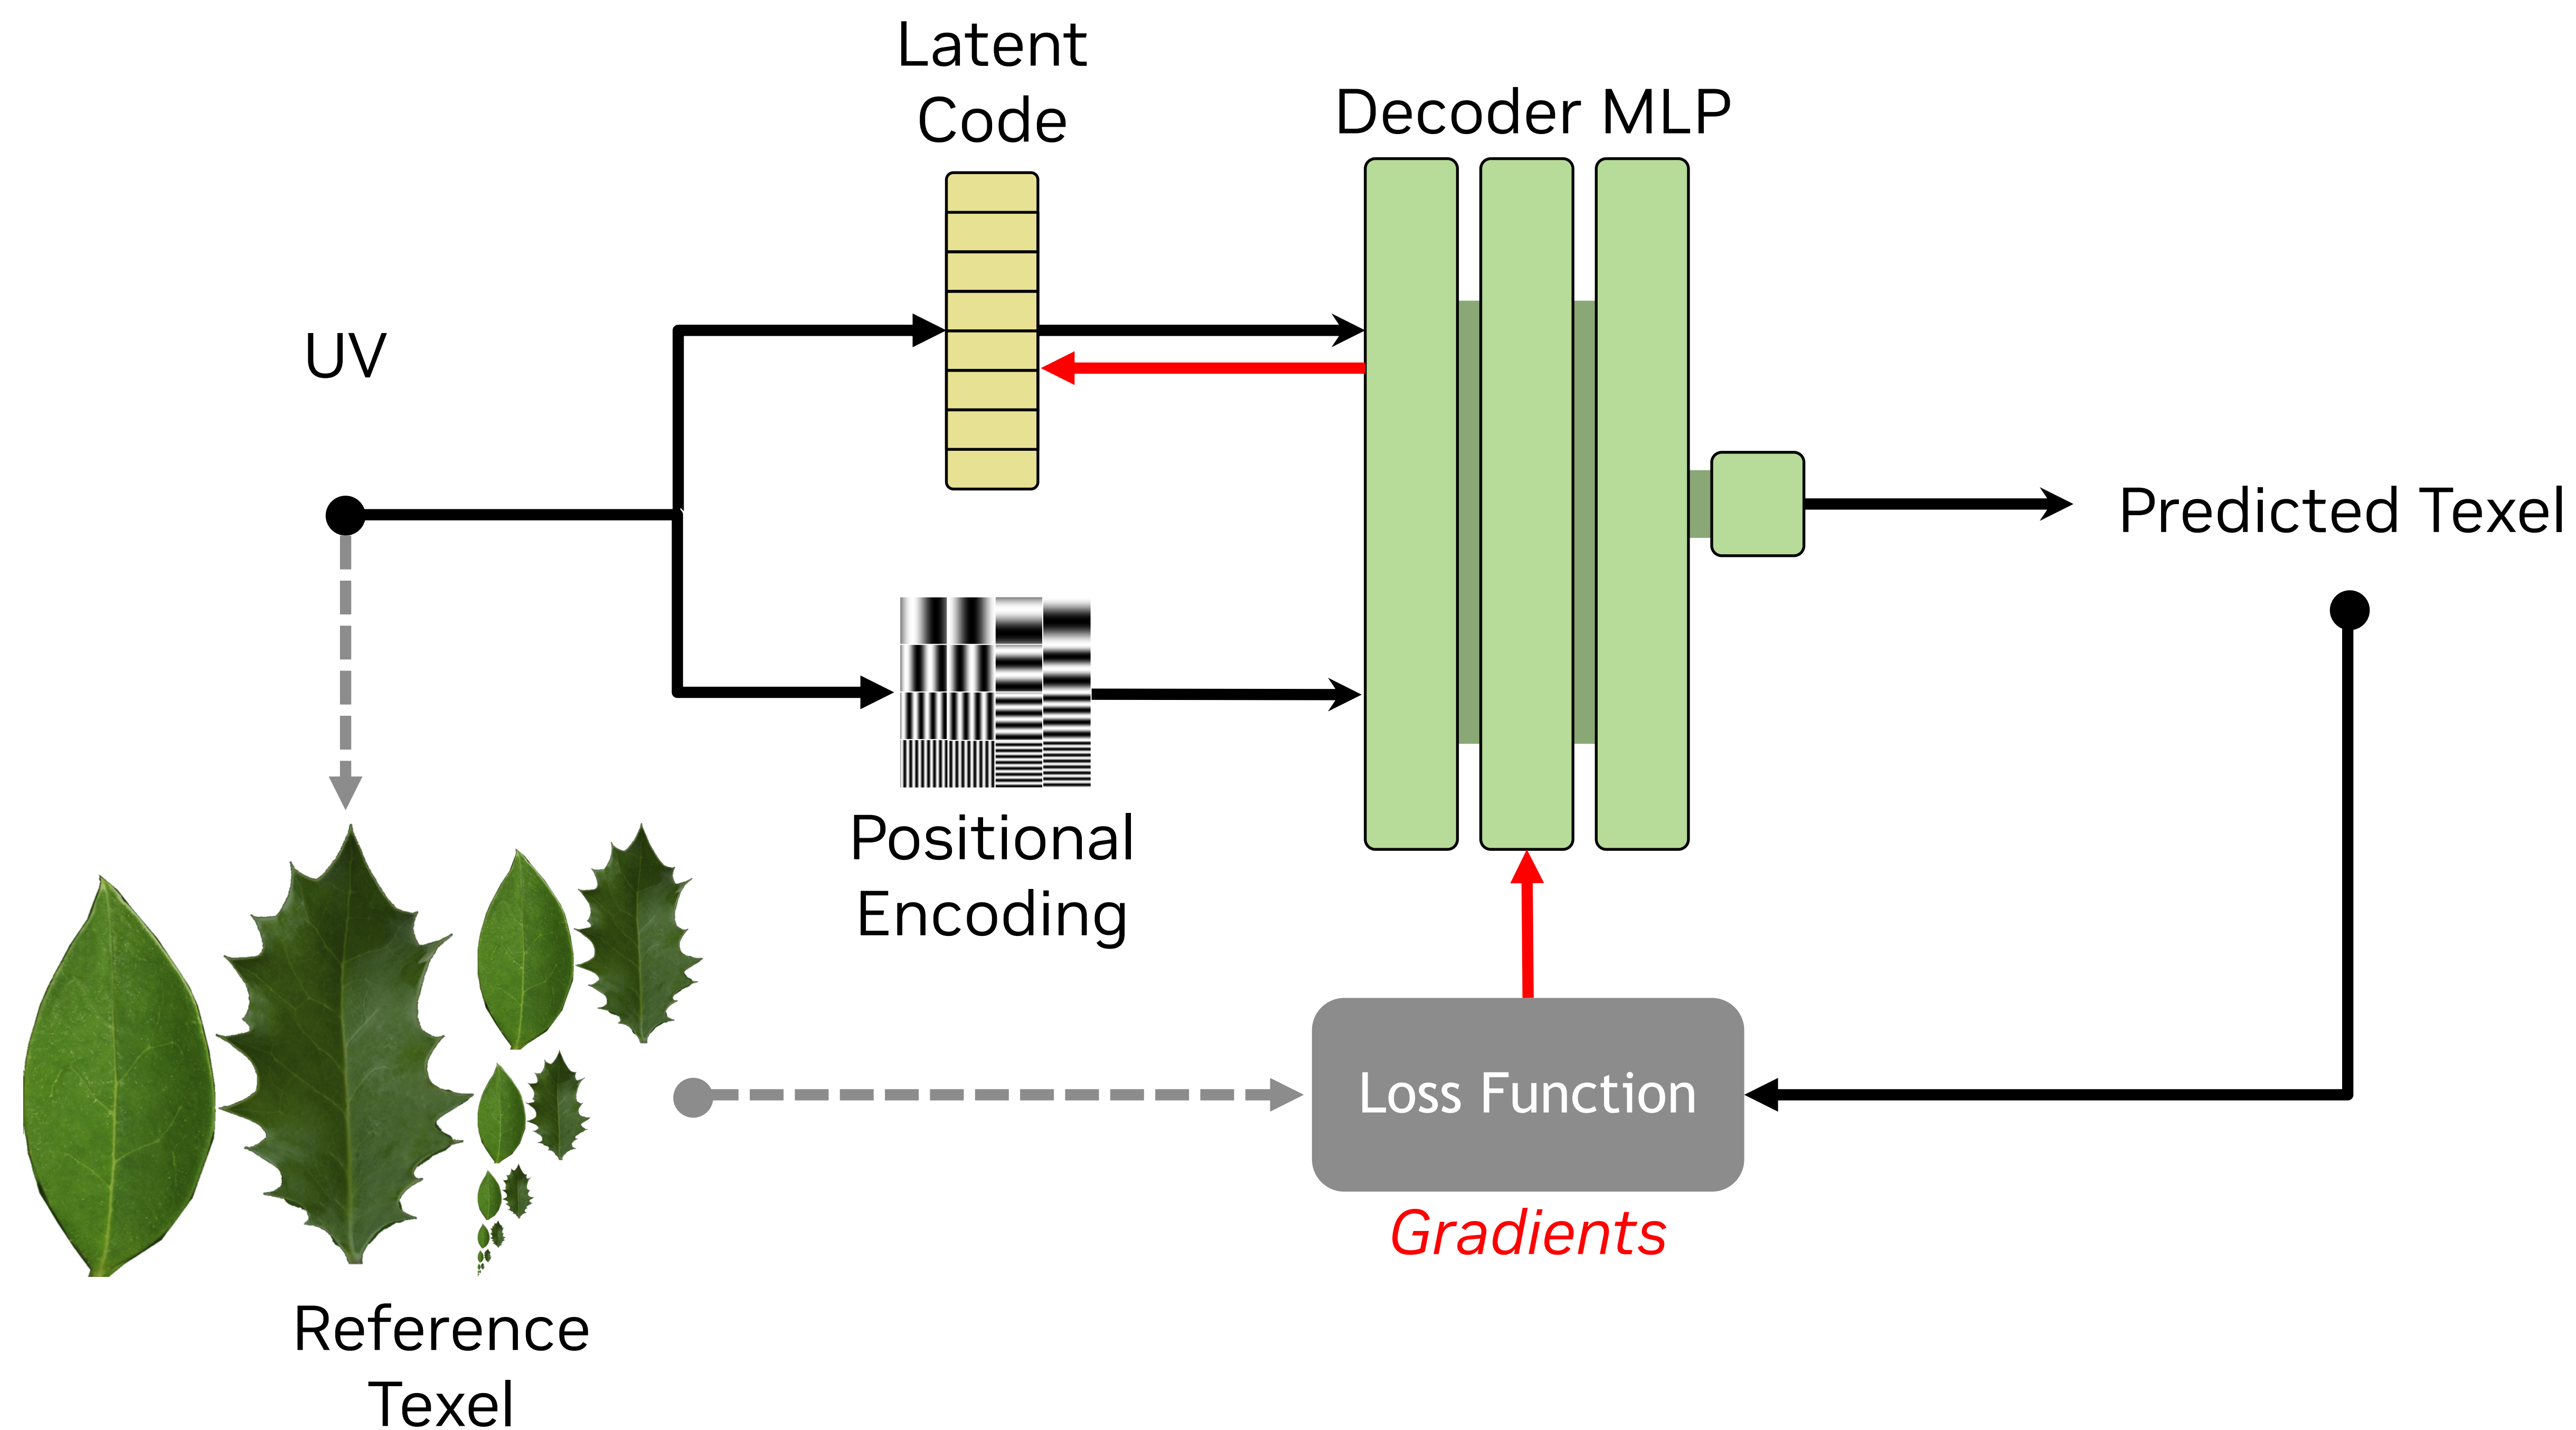 Latent
Code
Decoder MLP
UV
Predicted Texel
Positional
Encoding
Loss Function
Gradients
Reference
Texel